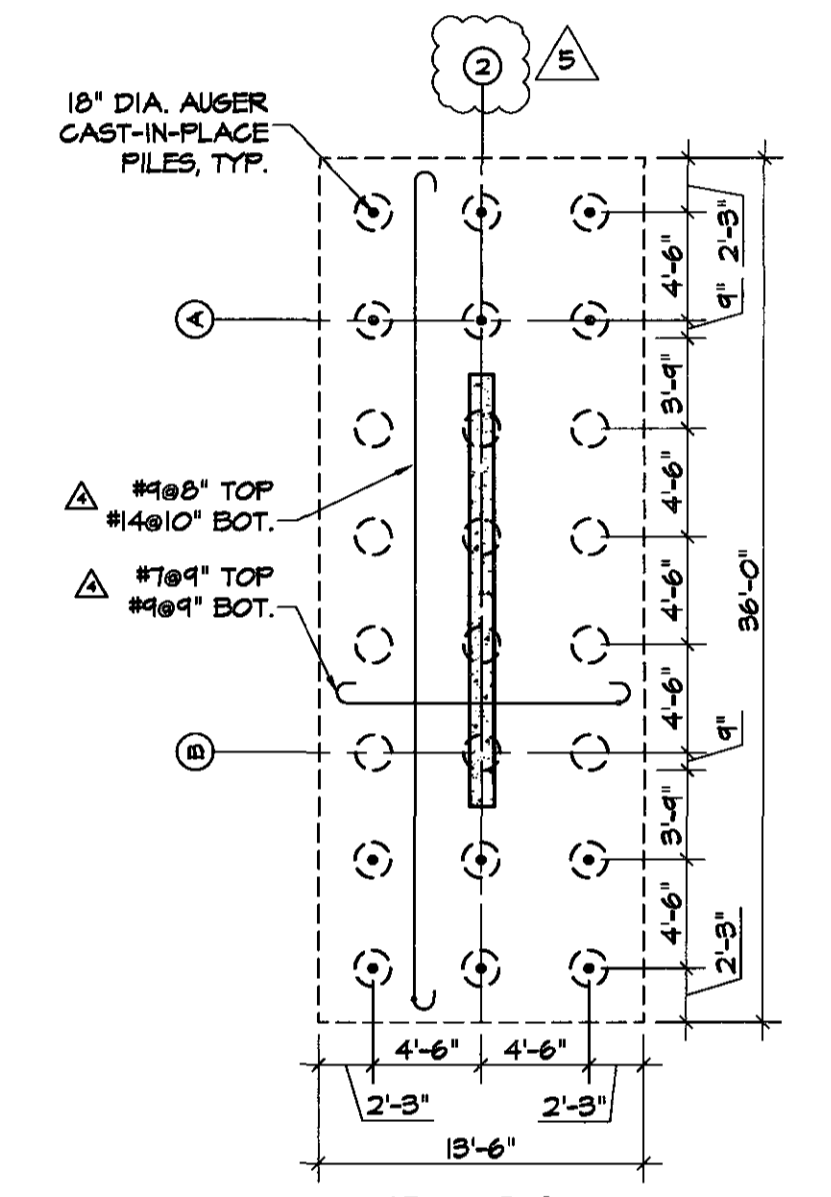 2
5
18" DIA. AUGER
CAST-IN-PLACE
PILES, TYP.
2'-3"
4'-6"
9"
A
3'-9"
4'-6"
4 #9@8" TOP
#14@10" BOT.
4'-6"
4 #7@9" TOP
#9@9" BOT.
36'-0"
4'-6"
9"
B
3'-9"
4'-6"
2'-3"
4'-6" 4'-6"
2'-3" 2'-3"
13'-6"